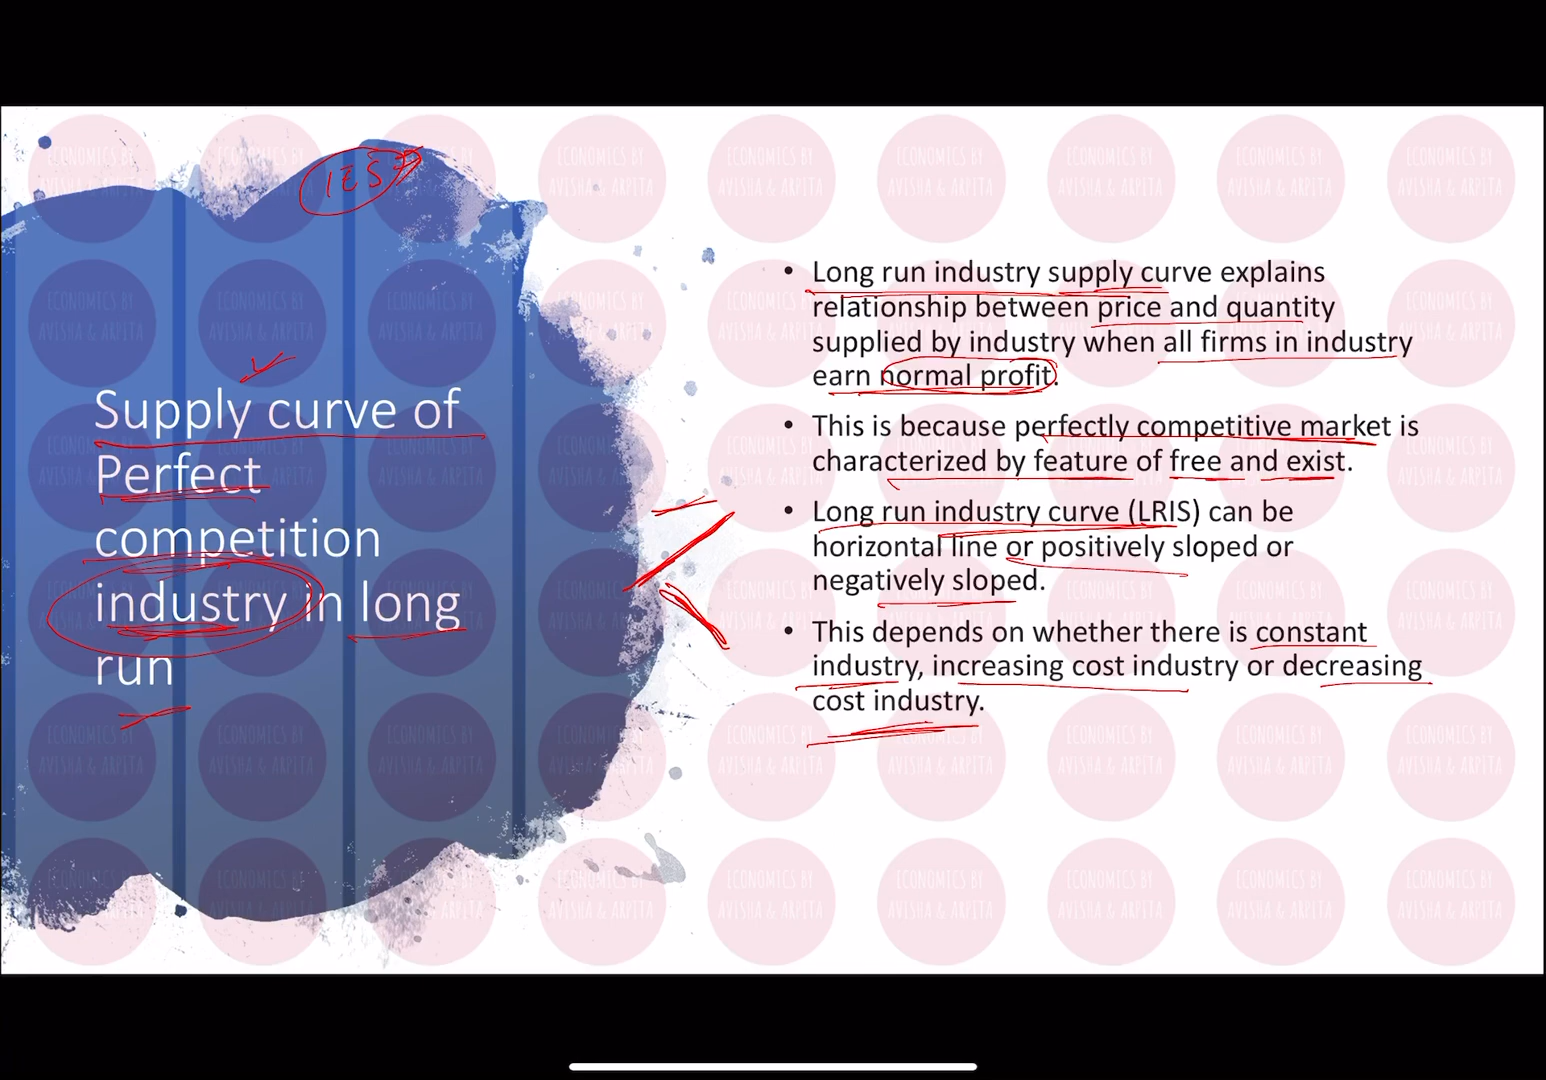 IES
Supply curve of
Perfect
competition
industry in long
run
• Long run industry supply curve explains
relationship between price and quantity
supplied by industry when all firms in industry
earn normal profit.
• This is because perfectly competitive market is
characterized by feature of free and exist.
• Long run industry curve (LRIS) can be
horizontal line or positively sloped or
negatively sloped.
• This depends on whether there is constant
industry, increasing cost industry or decreasing
cost industry.
ECONOMICS BY
AVISHA & ARPITA